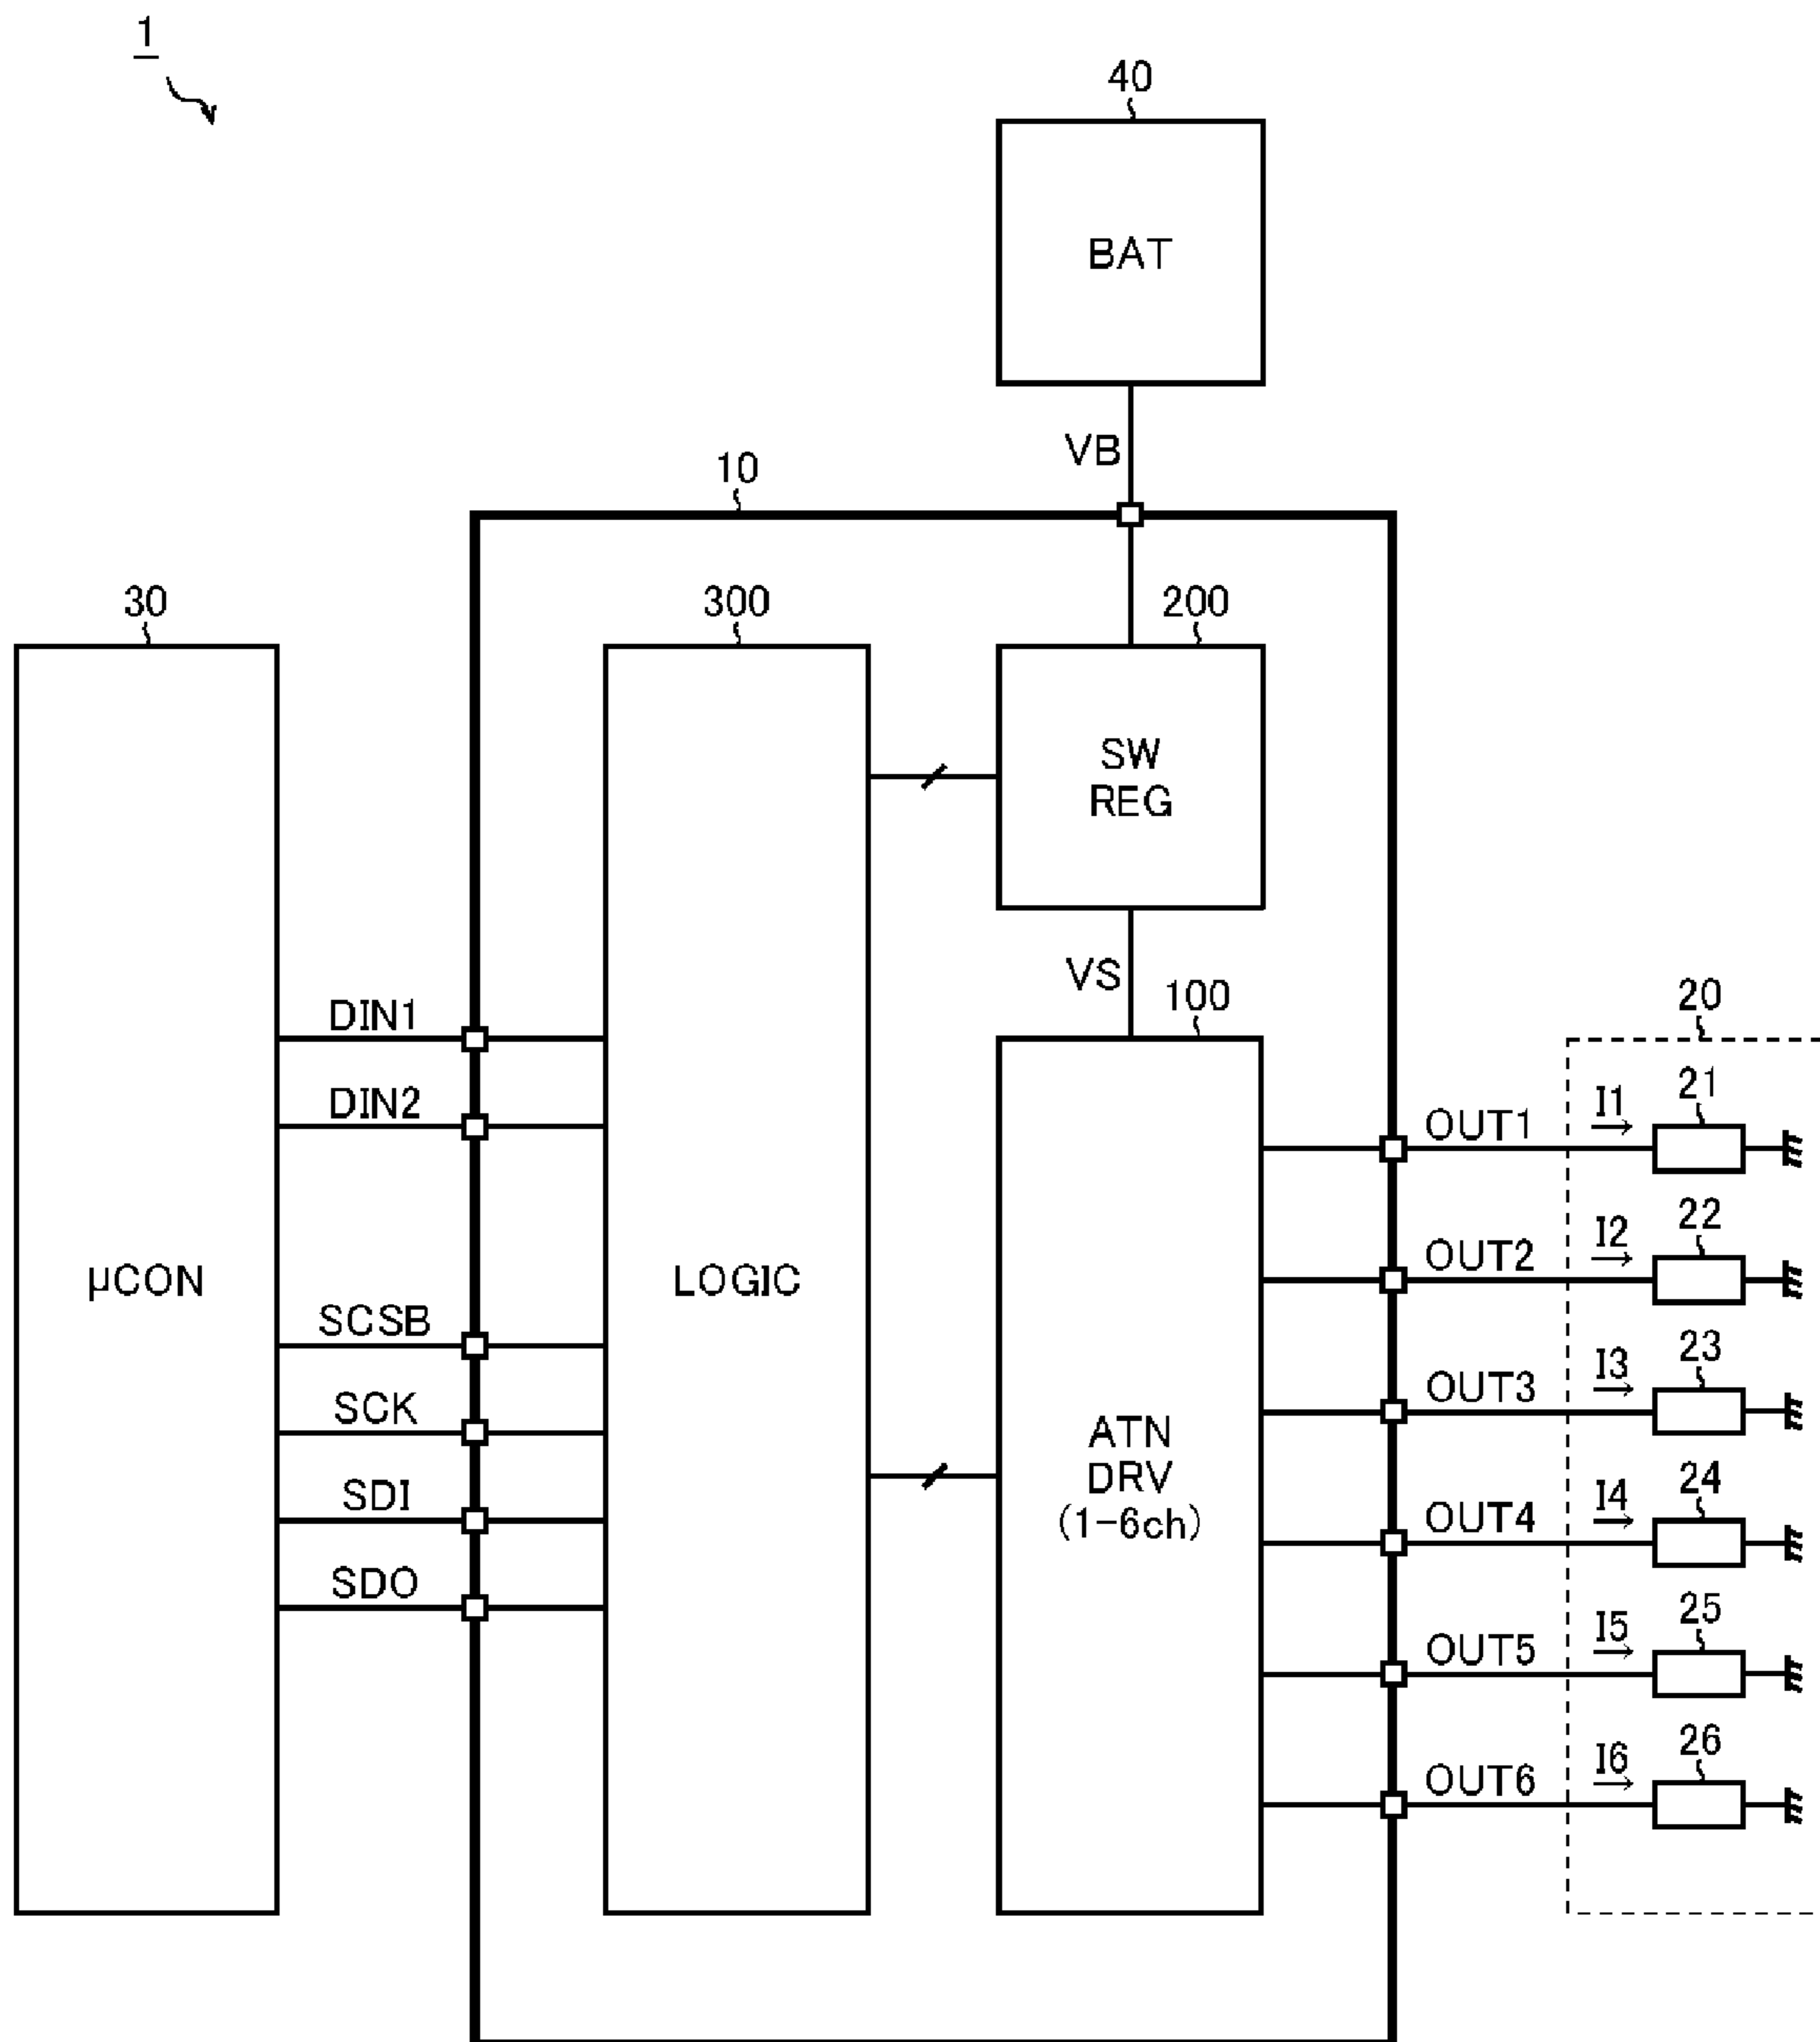 1
40
BAT
VB
10
30
300
200
SW
REG
VS
100
20
DIN1
DIN2
μCON
SCSB
SCK
SDI
SDO
LOGIC
ATN
DRV
(1-6ch)
OUT1
I1
21
OUT2
I2
22
OUT3
I3
23
OUT4
I4
24
OUT5
I5
25
OUT6
I6
26